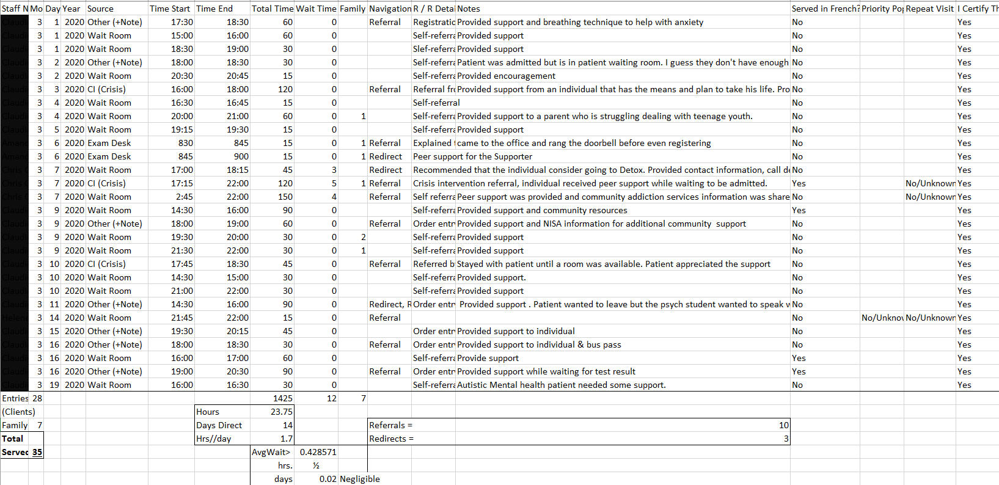 Staff N Mo Day Year Source Time Start Time End Total Time Wait Time Family Navigation R / R Detai Notes Served in French? Priority Pop Repeat Visit I Certify Th
3 1 2020 Other (+Note) 17:30 18:30 60 0 Referral Registratic Provided support and breathing technique to help with anxiety No Yes
3 1 2020 Wait Room 15:00 16:00 60 0 Self-referra Provided support No Yes
3 1 2020 Wait Room 18:30 19:00 30 0 Slef-referra Provided support No Yes
3 2 2020 Other (+Note) 18:00 18:30 30 0 Self-referra Patient was admitted but is in patient waiting room. I guess they don't have enough No Yes
3 2 2020 Wait Room 20:30 20:45 15 0 Self-referra Provided encouragement No Yes
3 3 2020 CI (Crisis) 16:00 18:00 120 0 Referral Referral fro Provided support from an individual that has the means and plan to take his life. Pro No Yes
3 4 2020 Wait Room 16:30 16:45 15 0 Self-referral No Yes
3 4 2020 Wait Room 20:00 21:00 60 0 1 Self-referra Provided support to a parent who is struggling dealing with teenage youth. No Yes
3 5 2020 Wait Room 19:15 19:30 15 0 Self-referra Provided support No Yes
3 6 2020 Exam Desk 830 845 15 0 1 Referral Explained came to the office and rang the doorbell before even registering No Yes
3 6 2020 Exam Desk 845 900 15 0 1 Redirect Peer support for the Supporter No Yes
3 7 2020 Wait Room 17:00 18:15 45 3 Redirect Recommended that the individual consider going to Detox. Provided contact information, call de No Yes
3 7 2020 CI (Crisis) 17:15 22:00 120 5 1 Referral Crisis intervention referral, individual received peer support while waiting to be admitted. Yes No/Unknown Yes
3 7 2020 Wait Room 2:45 22:00 150 4 Referral Self referra Peer support was provided and community addiction services information was share No No/Unknown Yes
3 9 2020 Wait Room 14:30 16:00 90 0 Self-referra Provided support and community resources Yes Yes
3 9 2020 Other (+Note) 18:00 19:00 60 0 Referral Order entr Provided support and NISA information for additional community support No Yes
3 9 2020 Wait Room 19:30 20:00 30 0 2 Self-referra Provided support No Yes
3 9 2020 Wait Room 21:30 22:00 30 0 1 Self-referra Provided support No Yes
3 10 2020 CI (Crisis) 17:45 18:30 45 0 Referral Referred b Stayed with patient until a room was available. Patient appreciated the support No Yes
3 10 2020 Wait Room 14:30 15:00 30 0 Self-referra Provided support. No Yes
3 10 2020 Wait Room 21:00 22:00 30 0 Self-referra Provided support No Yes
3 11 2020 Other (+Note) 14:30 16:00 90 0 Redirect, R Order entr Provided support . Patient wanted to leave but the psych student wanted to speak w No Yes
3 14 2020 Wait Room 21:45 22:00 15 0 Referral No No/Unknov No/Unknown Yes
3 15 2020 Other (+Note) 19:30 20:15 45 0 Order entr Provided support to individual No Yes
3 16 2020 Other (+Note) 18:00 18:30 30 0 Referral Order entr Provided support to individual & bus pass No Yes
3 16 2020 Wait Room 16:00 17:00 60 0 Self-referra Provide support Yes Yes
3 16 2020 Other (+Note) 19:00 20:30 90 0 Referral Order entr Provided support while waiting for test result Yes Yes
3 19 2020 Wait Room 16:00 16:30 30 0 Self-referra Autistic Mental health patient needed some support. No Yes
Entries 28 1425 12 7
(Clients) Hours 23.75
Family 7 Days Direct 14 Referrals = 10
Total Hrs//day 1.7 Redirects = 3
Served 35 AvgWait> 0.428571
hrs. ½
days 0.02 Negligible